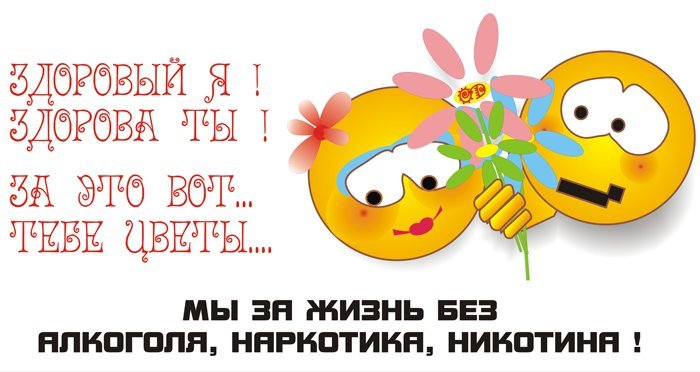 ЗДОРОВЫЙ Я !
ЗДОРОВА ТЫ !
ЗА ЭТО ВОТ...
ТЕБЕ ЦВЕТЫ....
МЫ ЗА ЖИЗНЬ БЕЗ
АЛКОГОЛЯ, НАРКОТИКА, НИКОТИНА !